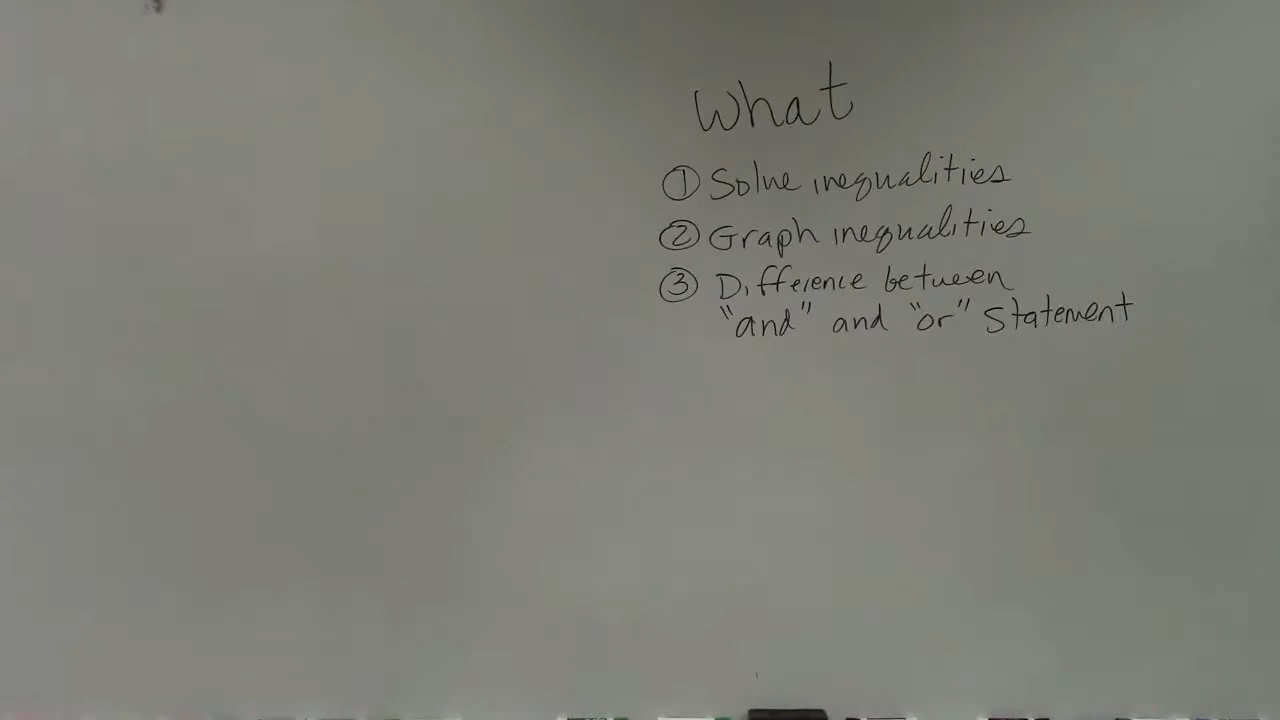 What
① Solve inequalities
② Graph inequalities
③ Difference between
"and" and "or" Statement